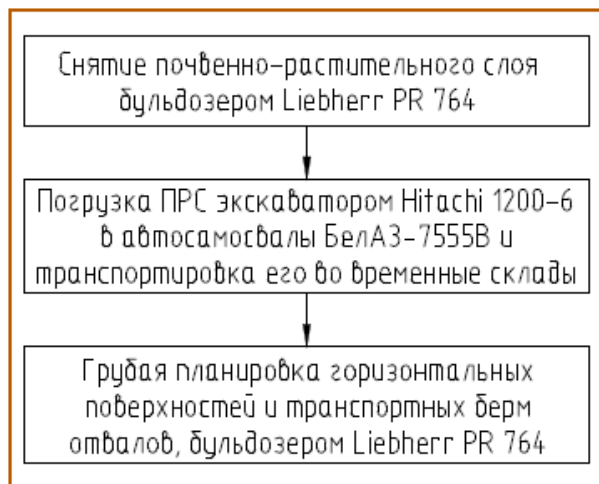 Снятие почвенно-растительного слоя
бульдозером Liebherr PR 764
Погрузка ПРС экскаватором Hitachi 1200-6
в автосамосвалы БелАЗ-7555В и
транспортировка его во временные склады
Грубая планировка горизонтальных
поверхностей и транспортных берм
отвалов, бульдозером Liebherr PR 764